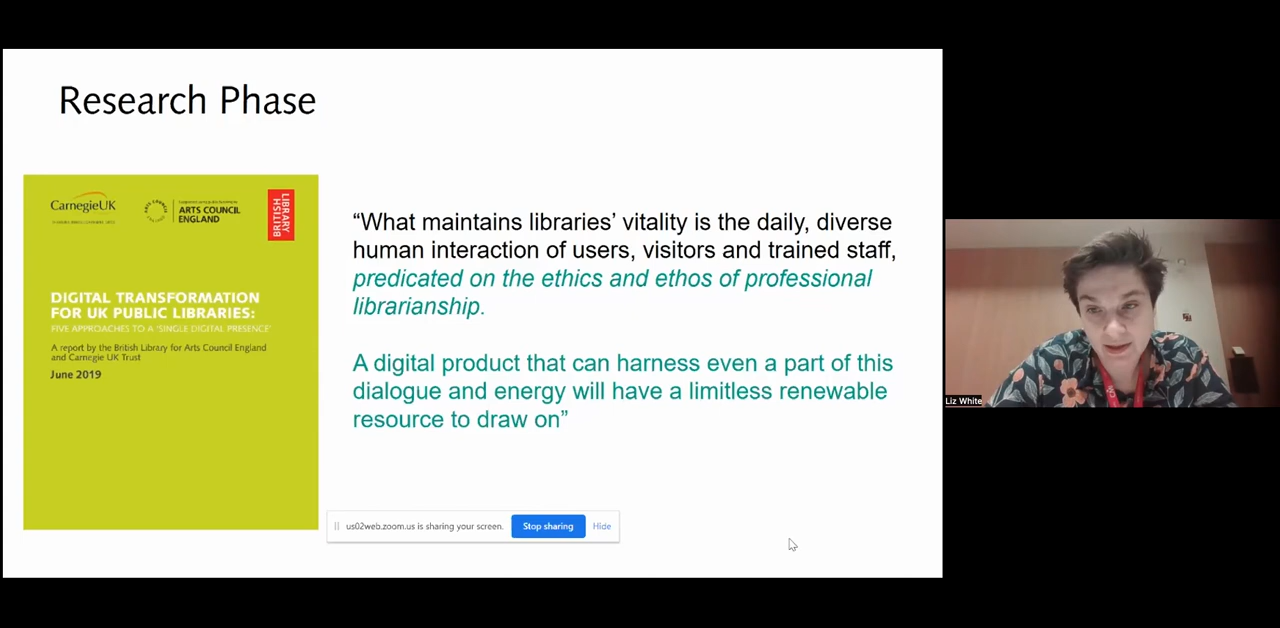 Research Phase
CarnegieUK
ARTS COUNCIL
ENGLAND
BRITISH
LIBRARY
DIGITAL TRANSFORMATION
FOR UK PUBLIC LIBRARIES:
FIVE APPROACHES TO A ‘SINGLE DIGITAL PRESENCE’
A report by the British Library for Arts Council England
and Carnegie UK Trust
June 2019
“What maintains libraries’ vitality is the daily, diverse
human interaction of users, visitors and trained staff,
predicated on the ethics and ethos of professional
librarianship.
A digital product that can harness even a part of this
dialogue and energy will have a limitless renewable
resource to draw on”
us02web.zoom.us is sharing your screen.
Stop sharing
Hide
Liz White